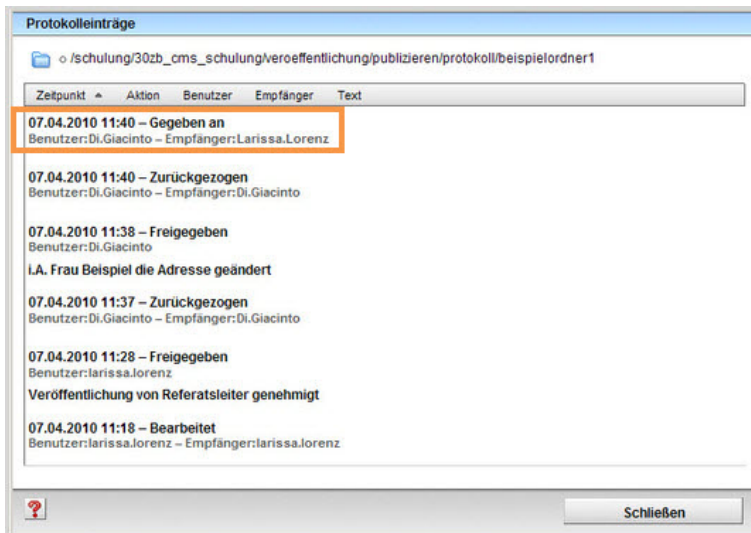 Protokolleinträge
/schulung/30zb_cms_schulung/veroeffentlichung/publizieren/protokoll/beispielordner1
Zeitpunkt Aktion Benutzer Empfänger Text
07.04.2010 11:40 – Gegeben an
Benutzer:Di.Giacinto – Empfänger:Larissa.Lorenz
07.04.2010 11:40 – Zurückgezogen
Benutzer:Di.Giacinto – Empfänger:Di.Giacinto
07.04.2010 11:38 – Freigegeben
Benutzer:Di.Giacinto
i.A. Frau Beispiel die Adresse geändert
07.04.2010 11:37 – Zurückgezogen
Benutzer:Di.Giacinto – Empfänger:Di.Giacinto
07.04.2010 11:28 – Freigegeben
Benutzer:larissa.lorenz
Veröffentlichung von Referatsleiter genehmigt
07.04.2010 11:18 – Bearbeitet
Benutzer:larissa.lorenz – Empfänger:larissa.lorenz
?
Schließen